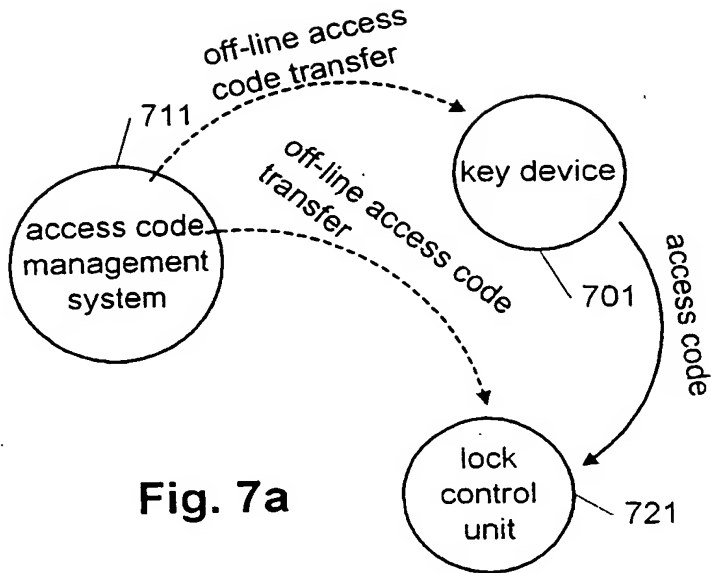 off-line access
code transfer
711
off-line access code
transfer
key device
access code
management
system
701
access code
lock
control
unit
721
Fig. 7a